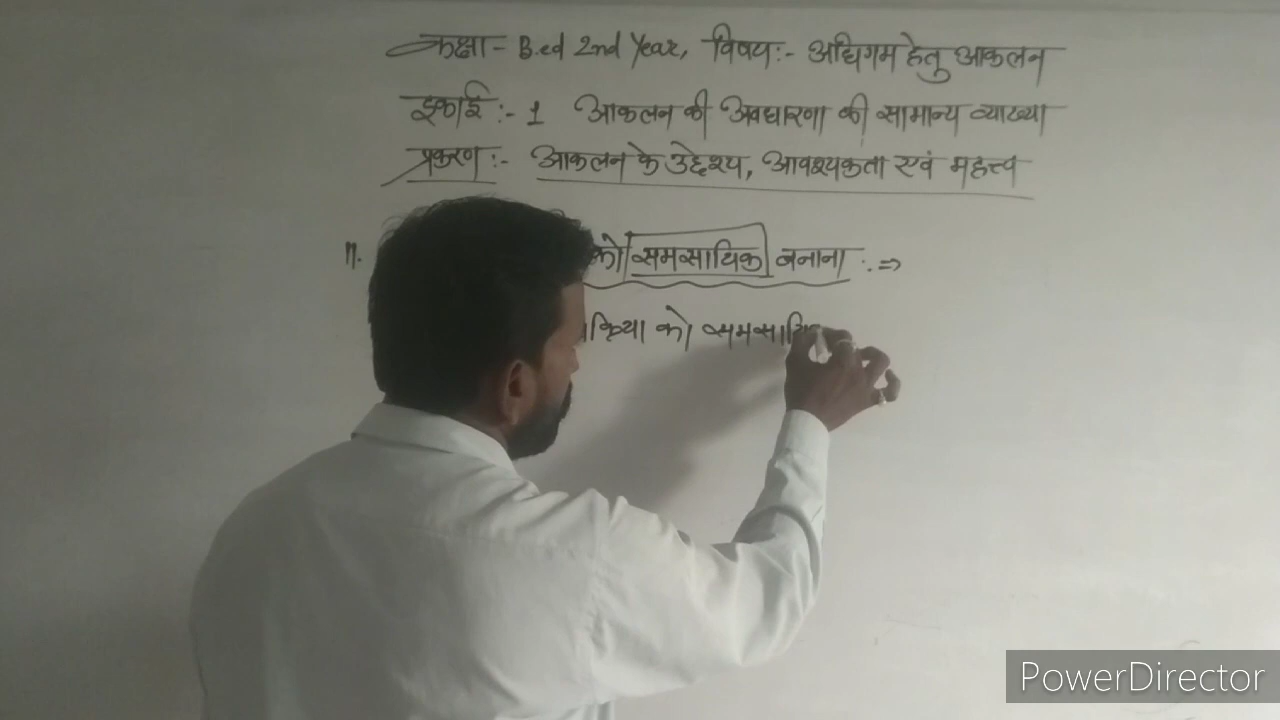 कक्षा - B.ed 2nd Year, विषय:- अधिगम हेतु आकलन
इकाई :- 1 आकलन की अवधारणा की सामान्य व्याख्या
प्रकरण :- आकलन के उद्देश्य, आवश्यकता एवं महत्त्व
11. को समसायिक बनाना :⇒
को समसायि
PowerDirector